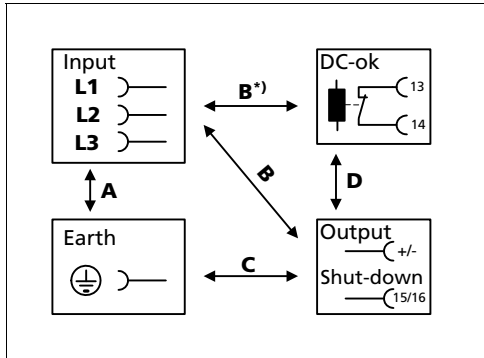 Input
L1
L2
L3
B*)
DC-ok
13
14
A
B
D
Earth
C
Output
+/-
Shut-down
15/16